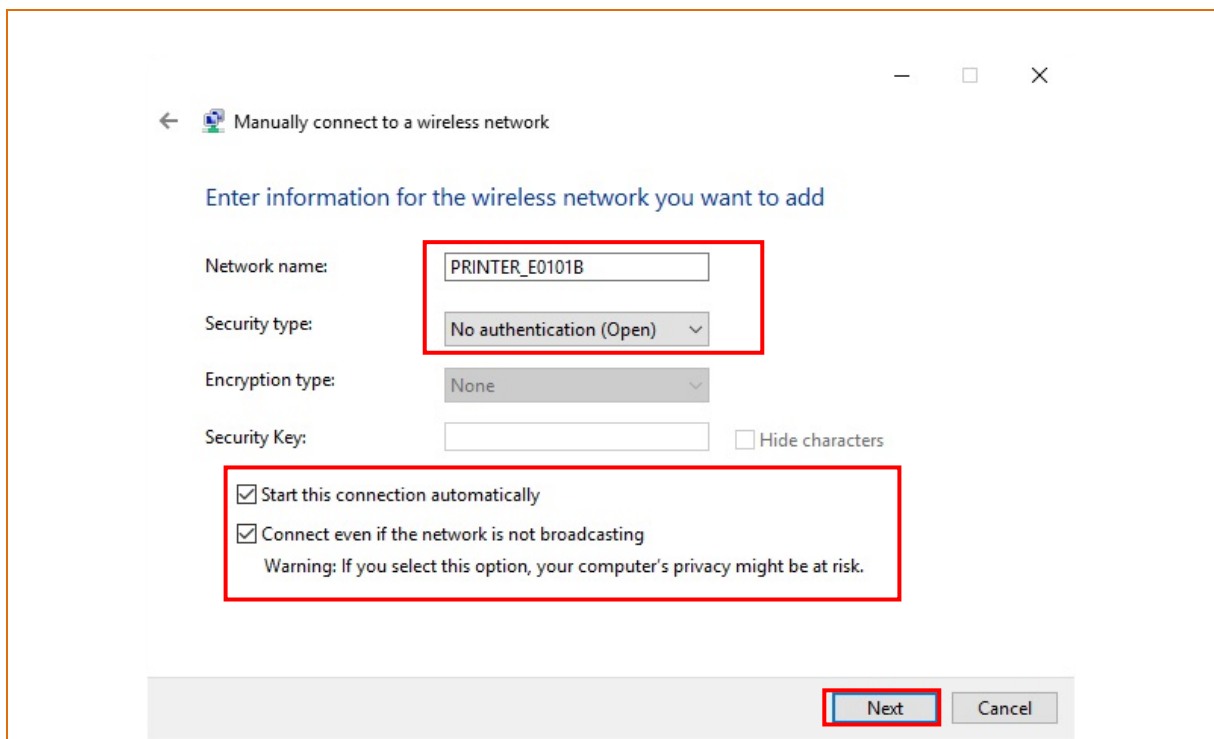 Manually connect to a wireless network
Enter information for the wireless network you want to add
Network name: PRINTER_E0101B
Security type: No authentication (Open)
Encryption type: None
Security Key: Hide characters
Start this connection automatically
Connect even if the network is not broadcasting
Warning: If you select this option, your computer's privacy might be at risk.
Next Cancel